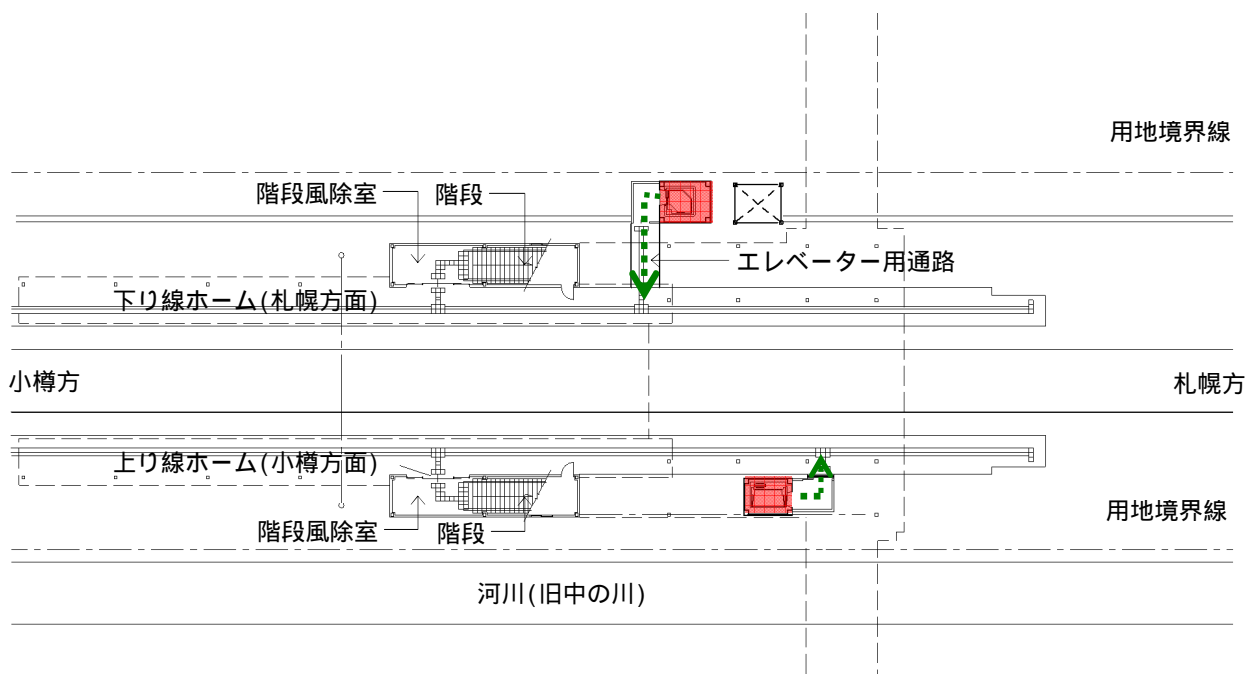 用地境界線
階段風除室
階段
エレベーター用通路
下り線ホーム(札幌方面)
小樽方
札幌方
上り線ホーム(小樽方面)
階段風除室
階段
用地境界線
河川(旧中の川)